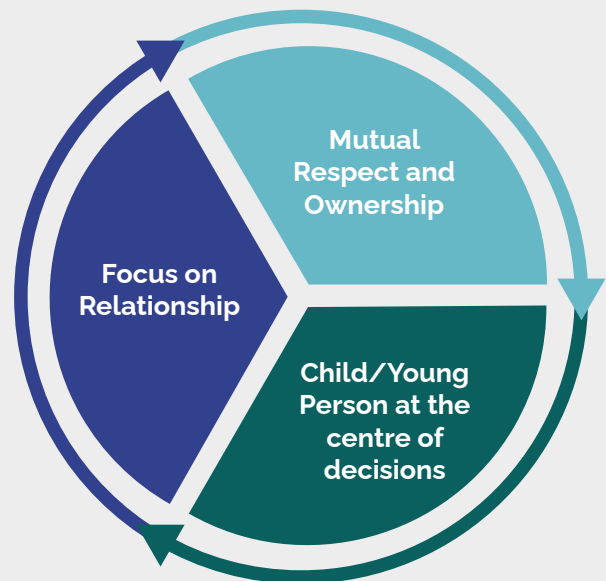 Mutual
Respect and
Ownership
Focus on
Relationship
Child/Young
Person at the
centre of
decisions